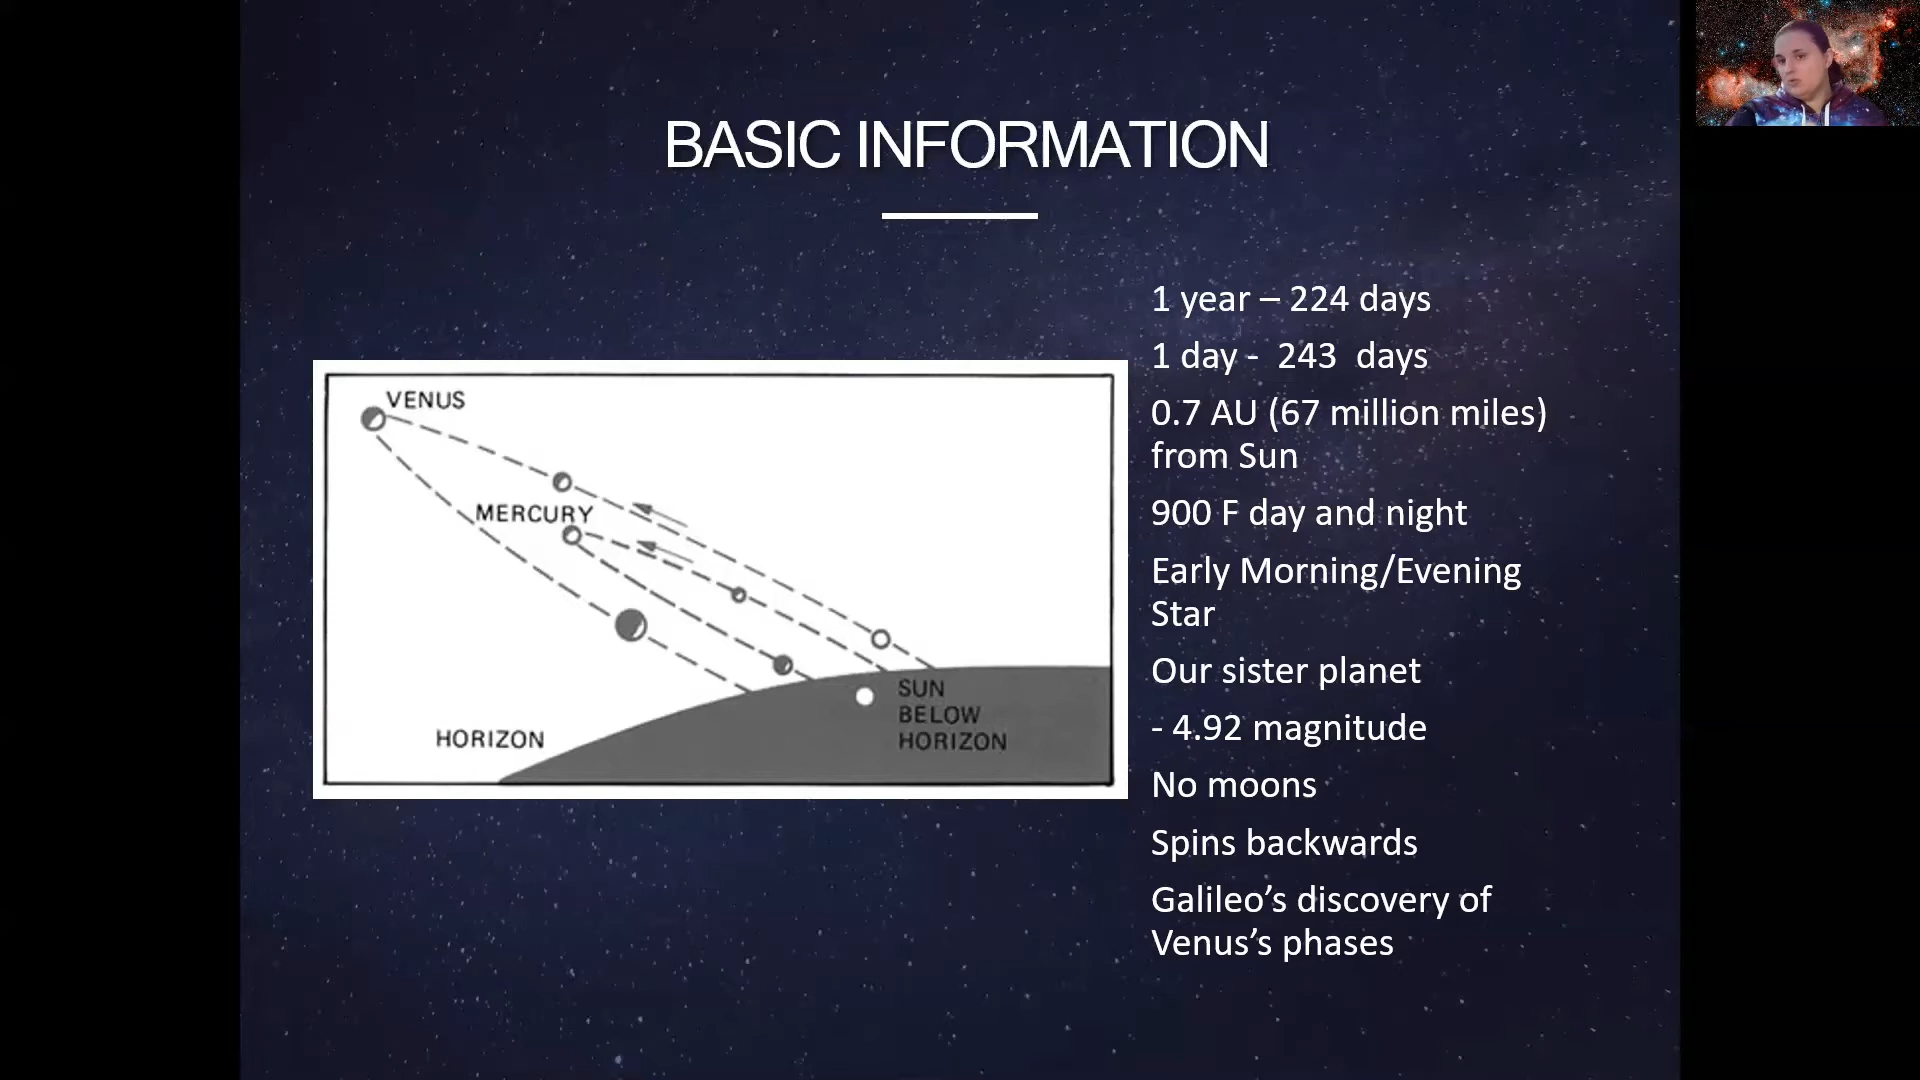 BASIC INFORMATION
VENUS
MERCURY
HORIZON
SUN
BELOW
HORIZON
1 year – 224 days
1 day -  243  days
0.7 AU (67 million miles)
from Sun
900 F day and night
Early Morning/Evening
Star
Our sister planet
- 4.92 magnitude
No moons
Spins backwards
Galileo’s discovery of
Venus’s phases